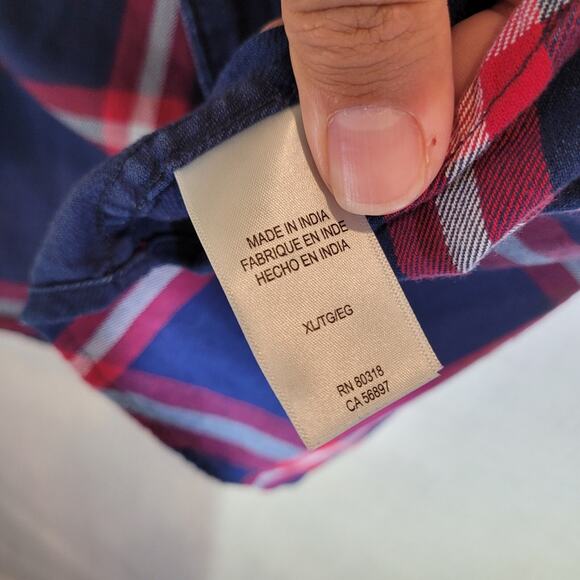 MADE IN INDIA
FABRIQUE EN INDE
HECHO EN INDIA
XL/TG/EG
RN 80318
CA 56897